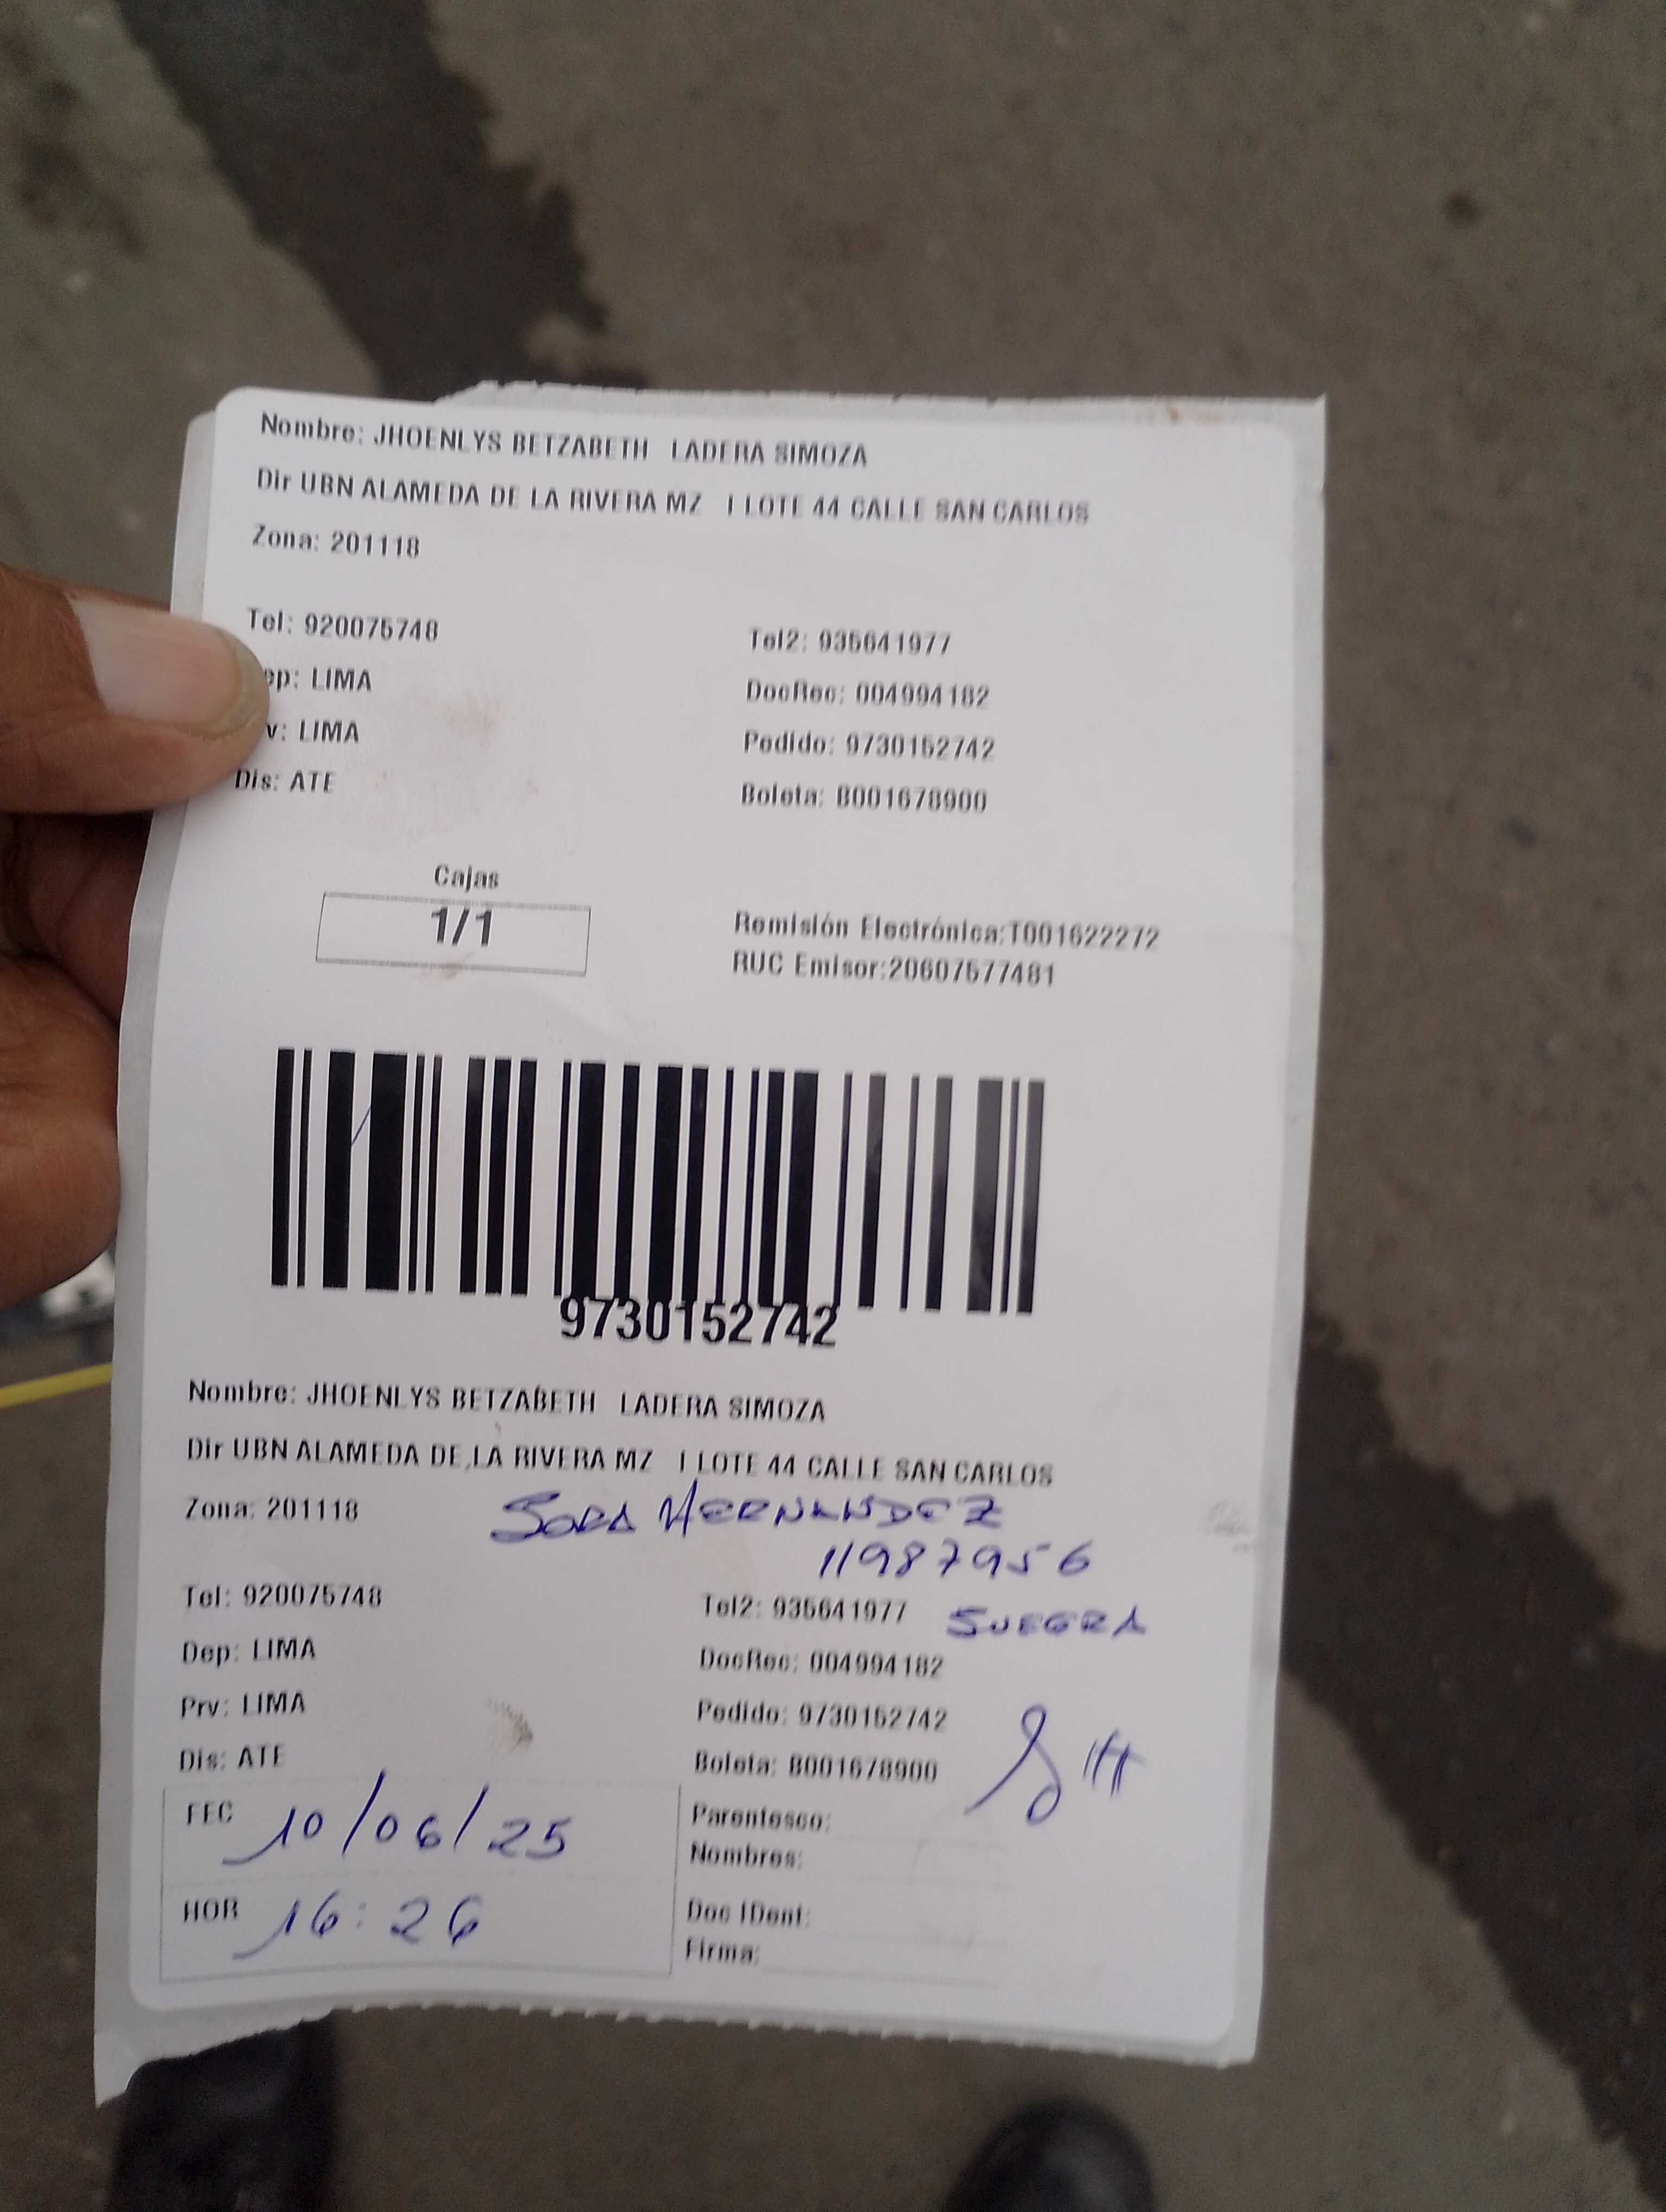 Nombre: JHOENLYS BETZABETH LADERA SIMOZA
Dir UBN ALAMEDA DE LA RIVERA MZ I LOTE 44 CALLE SAN CARLOS
Zona: 201118
Tel: 920075748 Tel2: 935641977
ep: LIMA DocRec: 004994182
v: LIMA Pedido: 9730152742
Dis: ATE Boleta: B001678900
Cajas
1/1
Remisión Electrónica:T001622272
RUC Emisor:20607577481
9730152742
Nombre: JHOENLYS BETZABETH LADERA SIMOZA
Dir UBN ALAMEDA DE LA RIVERA MZ I LOTE 44 CALLE SAN CARLOS
Zona: 201118 HERNANDEZ
11987956
Tel: 920075748 Tel2: 935641977 SUEGRA
Dep: LIMA DocRec: 004994182
Prv: LIMA Pedido: 9730152742
Dis: ATE Boleta: B001678900
FEC 10/06/25 Parentesco:
Nombres:
HOR 16:26 Doc IDent:
Firma: